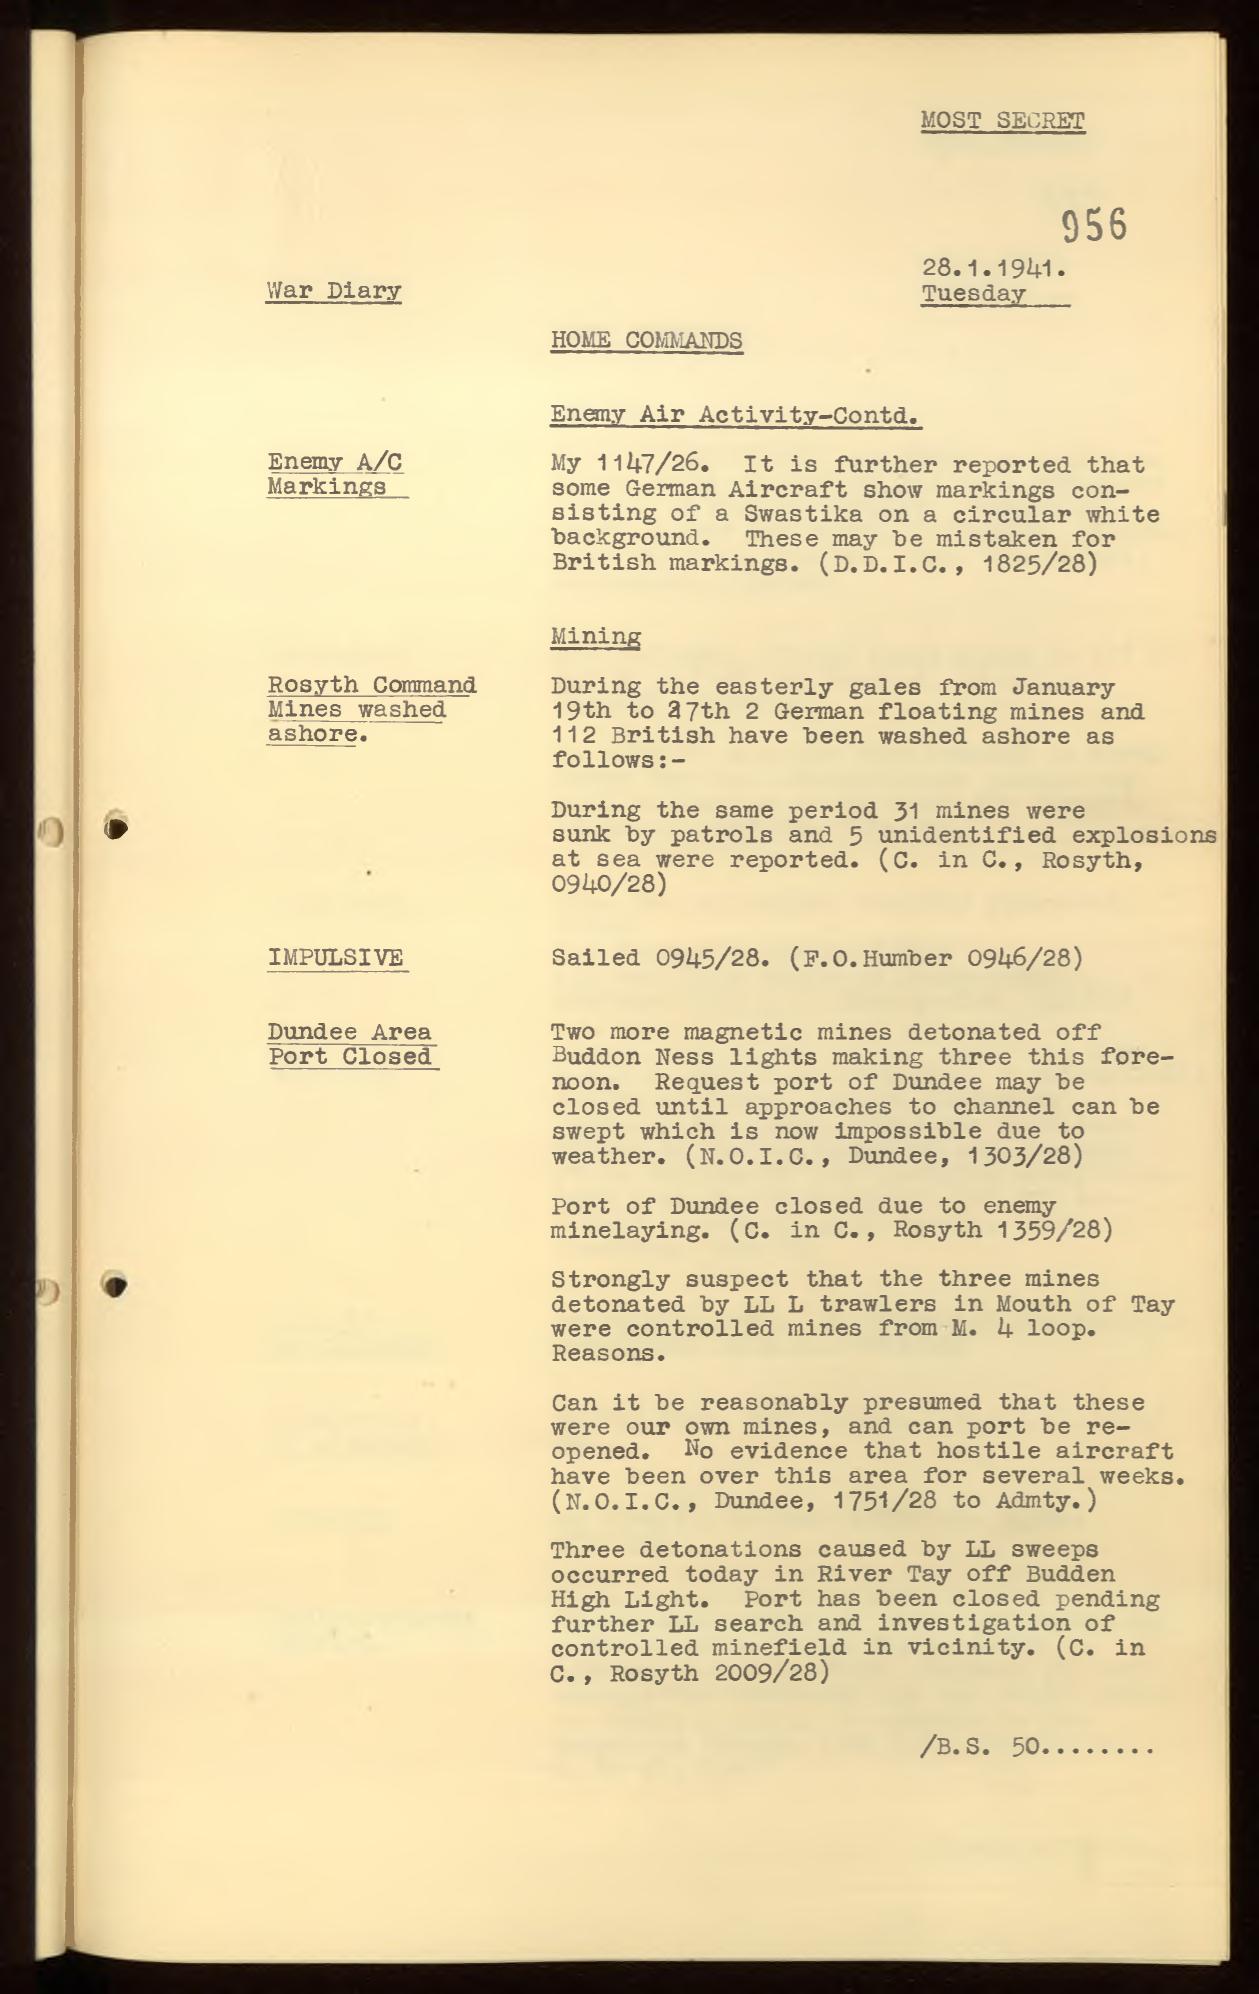 MOST SECRET
956
28.1.1941.
Tuesday
War Diary
HOME COMMANDS
Enemy Air Activity-Contd.
Enemy A/C
Markings
My 1147/26. It is further reported that
some German Aircraft show markings con-
sisting of a Swastika on a circular white
background. These may be mistaken for
British markings. (D.D.I.C., 1825/28)
Mining
Rosyth Command
Mines washed
ashore.
During the easterly gales from January
19th to 27th 2 German floating mines and
112 British have been washed ashore as
follows:-
During the same period 31 mines were
sunk by patrols and 5 unidentified explosions
at sea were reported. (C. in C., Rosyth,
0940/28)
IMPULSIVE
Sailed 0945/28. (F.O.Humber 0946/28)
Dundee Area
Port Closed
Two more magnetic mines detonated off
Buddon Ness lights making three this fore-
noon. Request port of Dundee may be
closed until approaches to channel can be
swept which is now impossible due to
weather. (N.O.I.C., Dundee, 1303/28)
Port of Dundee closed due to enemy
minelaying. (C. in C., Rosyth 1359/28)
Strongly suspect that the three mines
detonated by LL L trawlers in Mouth of Tay
were controlled mines from M. 4 loop.
Reasons.
Can it be reasonably presumed that these
were our own mines, and can port be re-
opened. No evidence that hostile aircraft
have been over this area for several weeks.
(N.O.I.C., Dundee, 1751/28 to Admty.)
Three detonations caused by LL sweeps
occurred today in River Tay off Budden
High Light. Port has been closed pending
further LL search and investigation of
controlled minefield in vicinity. (C. in
C., Rosyth 2009/28)
/B.S. 50........